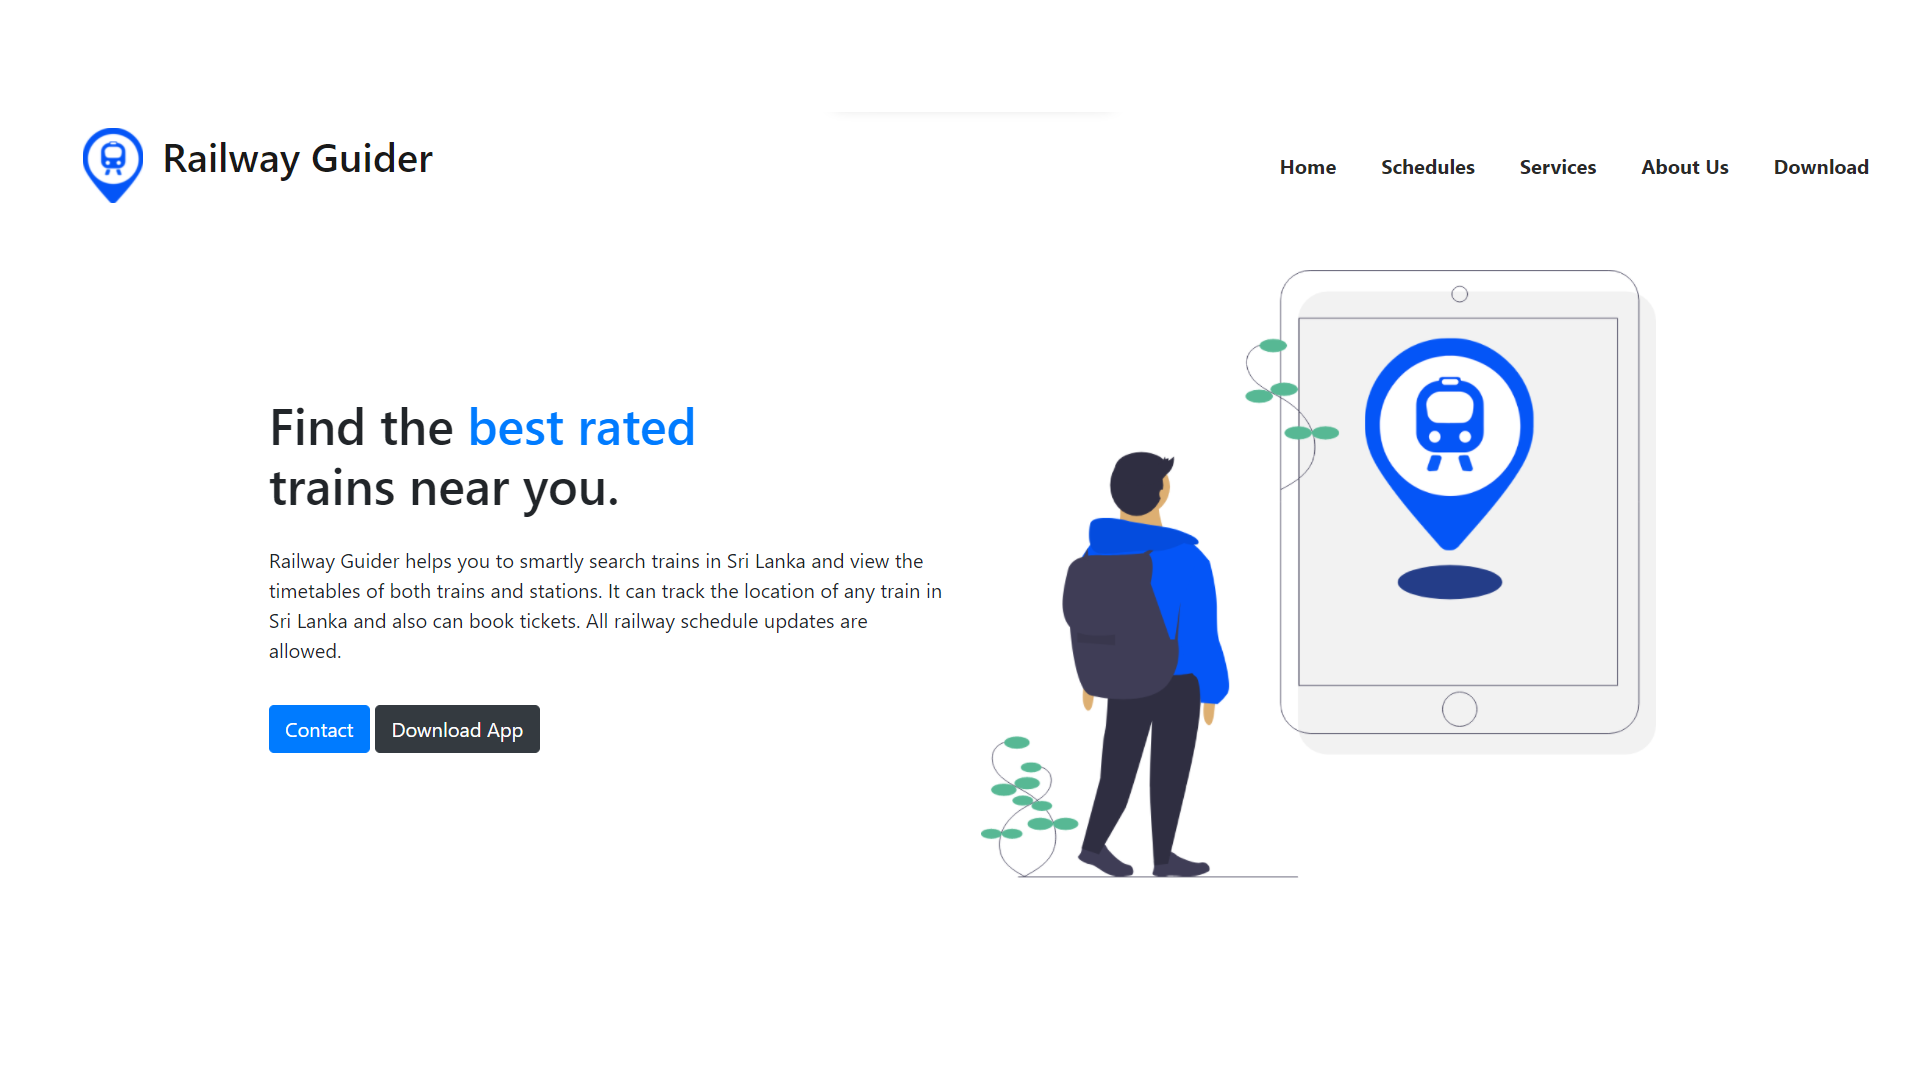 Railway Guider
Home Schedules Services About Us Download
Find the best rated
trains near you.
Railway Guider helps you to smartly search trains in Sri Lanka and view the
timetables of both trains and stations. It can track the location of any train in
Sri Lanka and also can book tickets. All railway schedule updates are
allowed.
Contact Download App